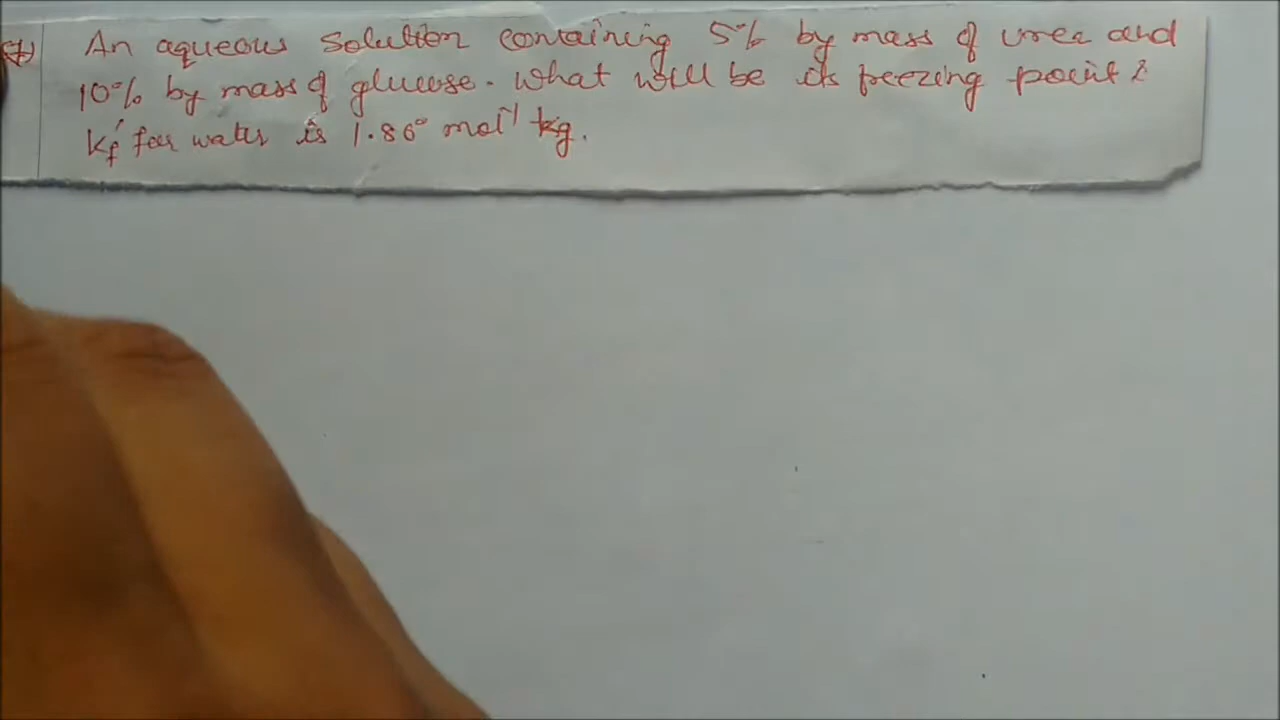 An aqueous solution containing 5% by mass of urea and
10% by mass of glucose. What will be its freezing point?
Kf' for water is 1.86° mol⁻¹ kg.